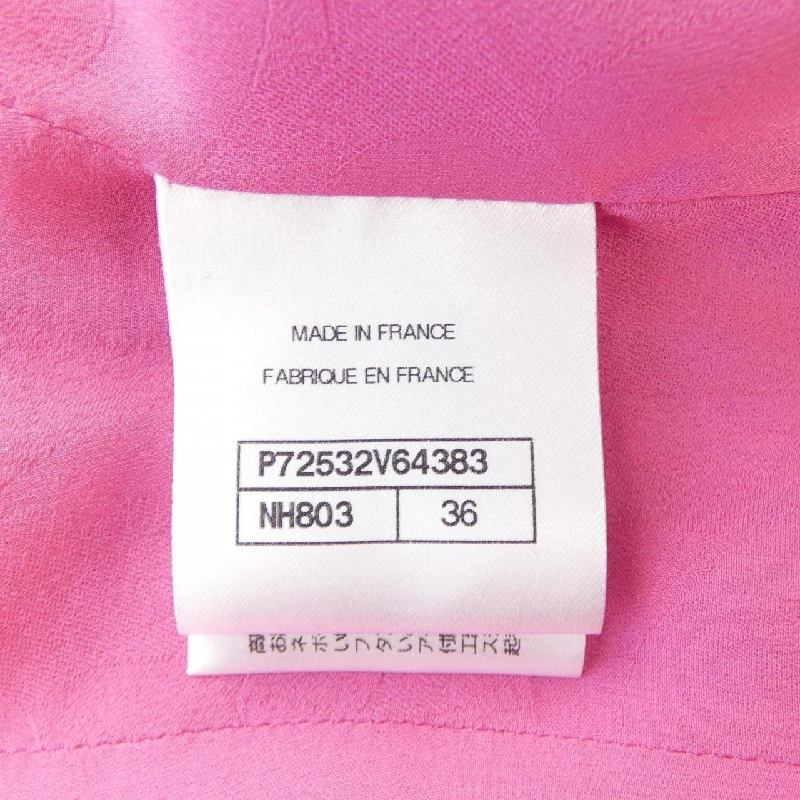 MADE IN FRANCE
FABRIQUE EN FRANCE
P72532V64383
NH803 36